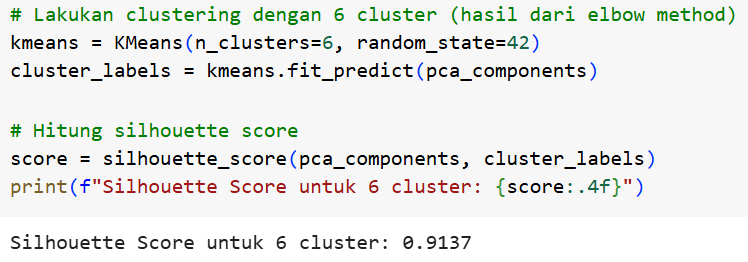 # Lakukan clustering dengan 6 cluster (hasil dari elbow method)
kmeans = KMeans(n_clusters=6, random_state=42)
cluster_labels = kmeans.fit_predict(pca_components)
# Hitung silhouette score
score = silhouette_score(pca_components, cluster_labels)
print(f"Silhouette Score untuk 6 cluster: {score:.4f}")
Silhouette Score untuk 6 cluster: 0.9137